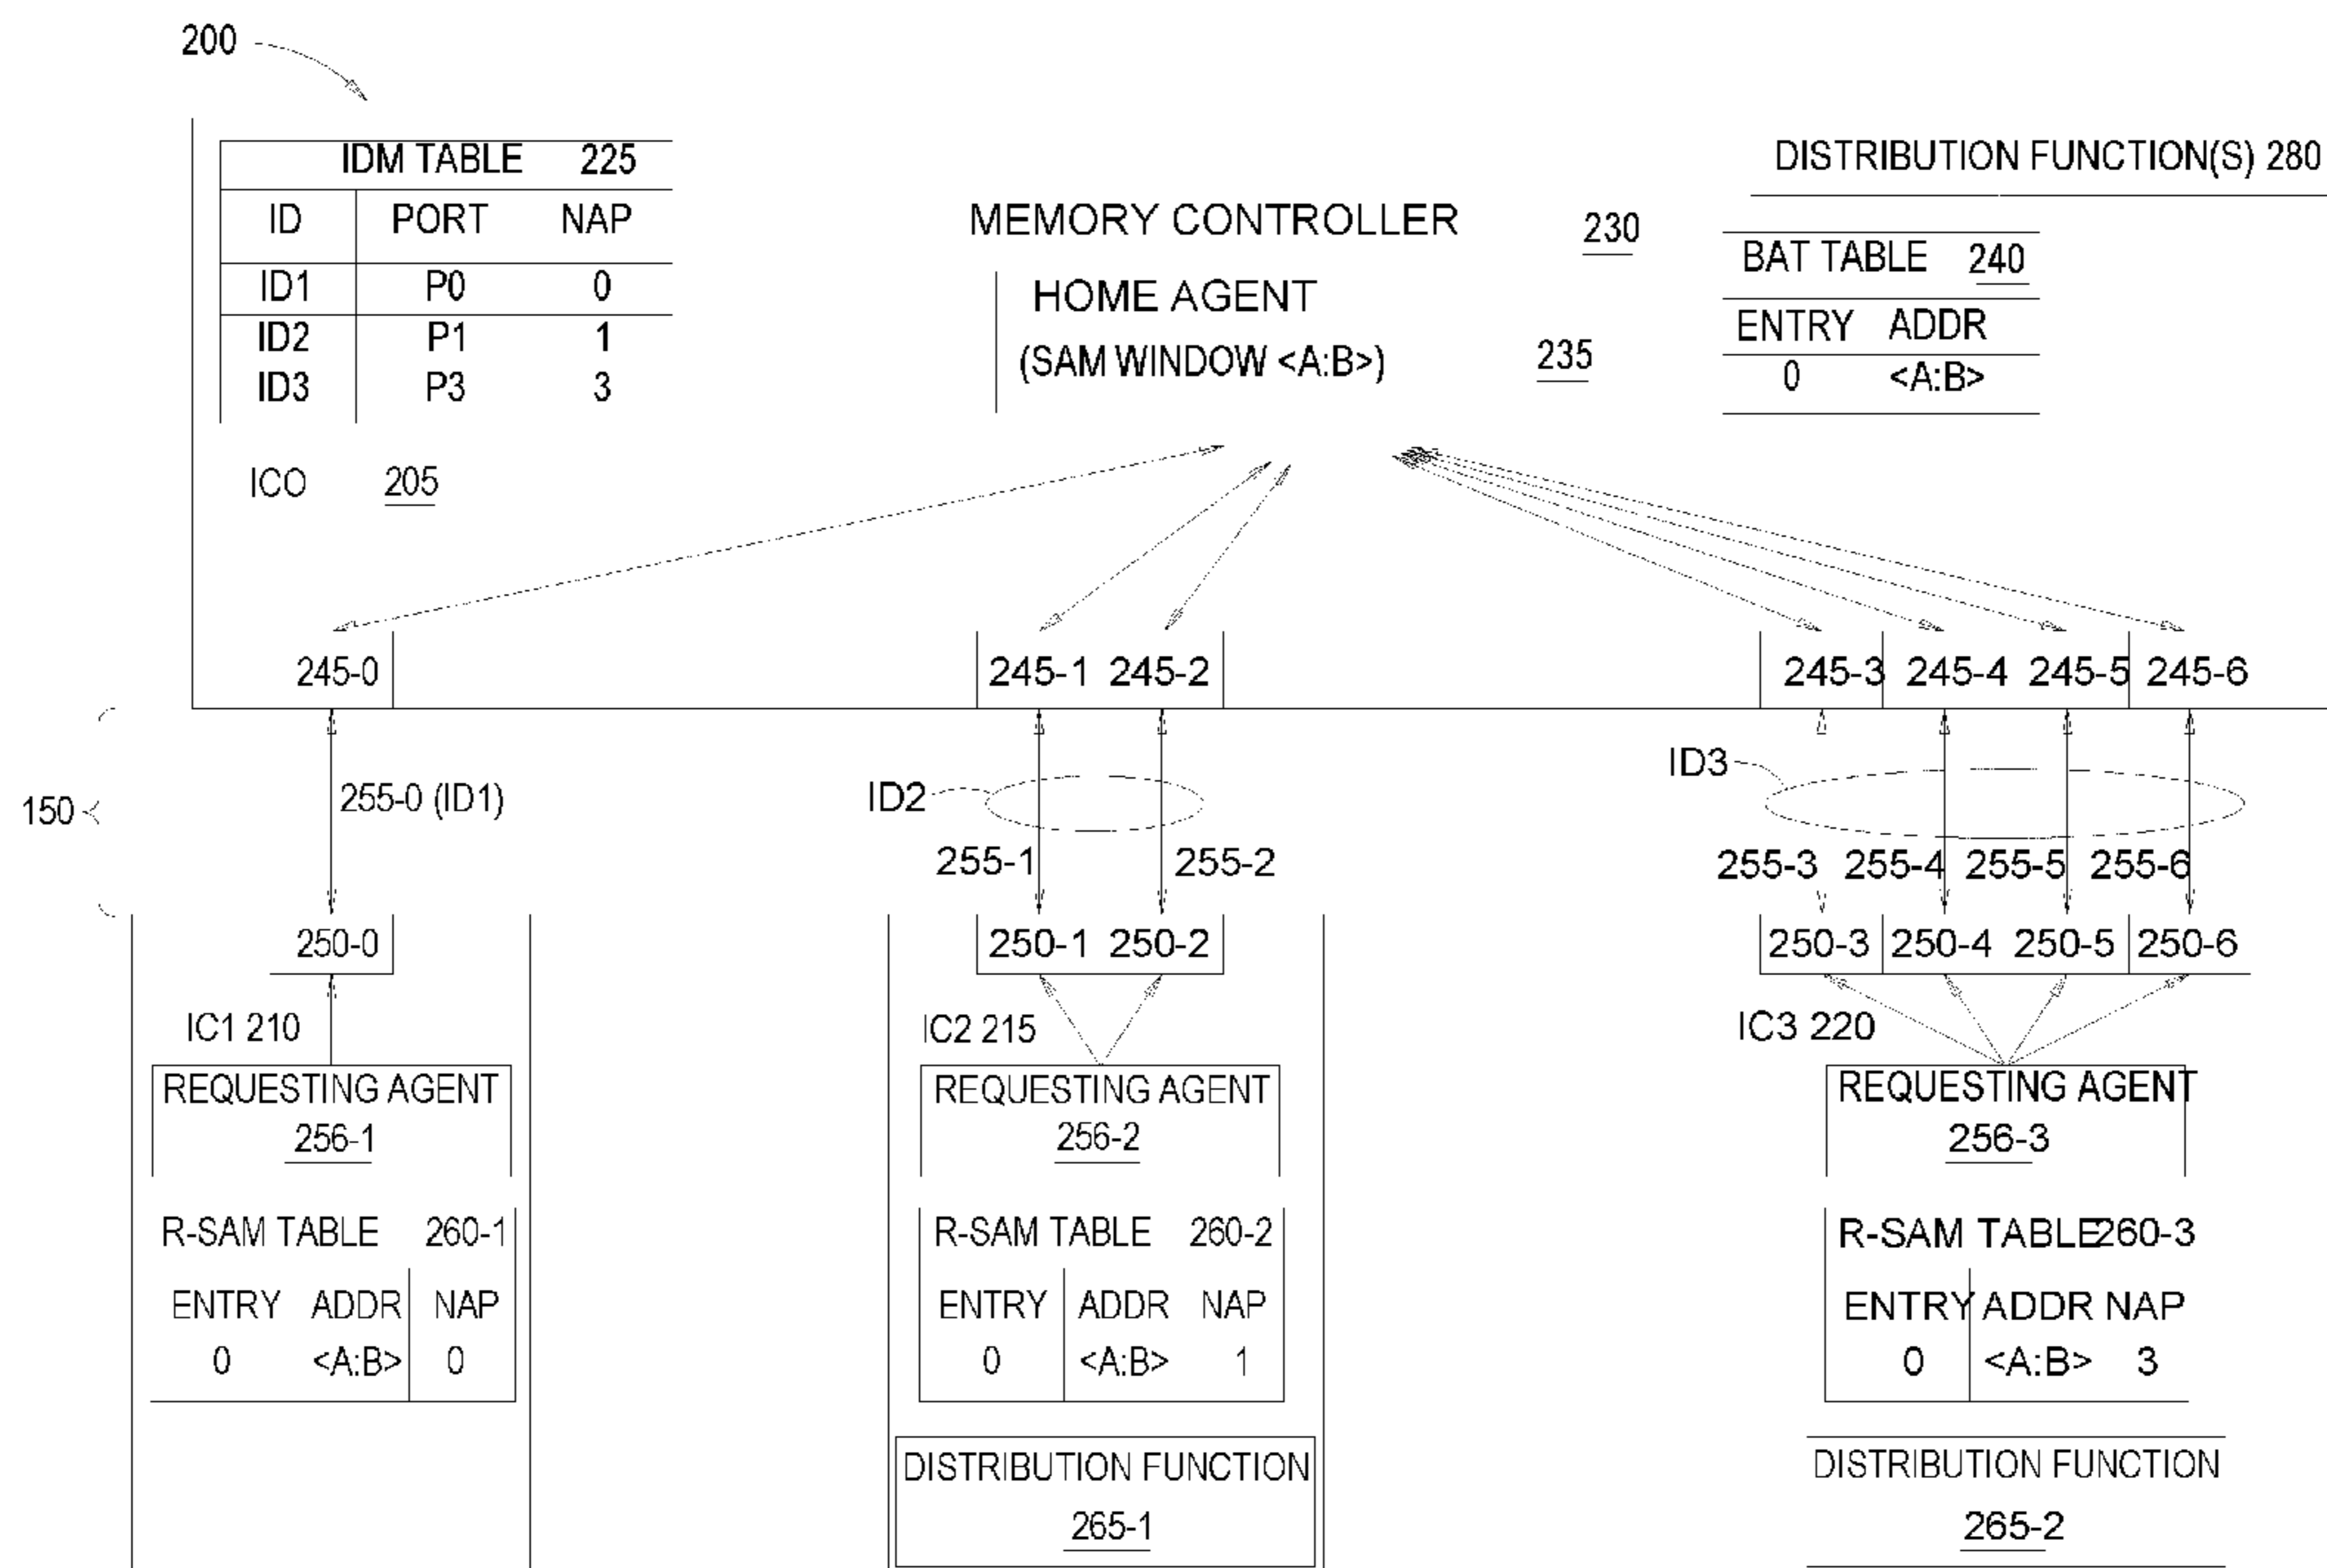 200
IDM TABLE 225
ID PORT NAP
ID1 P0 0
ID2 P1 1
ID3 P3 3
ICO 205
MEMORY CONTROLLER 230
HOME AGENT
(SAM WINDOW <A:B>) 235
DISTRIBUTION FUNCTION(S) 280
BAT TABLE 240
ENTRY ADDR
0 <A:B>
245-0 245-1 245-2 245-3 245-4 245-5 245-6
150
255-0 (ID1)
ID2
255-1 255-2
ID3
255-3 255-4 255-5 255-6
250-0 250-1 250-2 250-3 250-4 250-5 250-6
IC1 210
REQUESTING AGENT
256-1
R-SAM TABLE 260-1
ENTRY ADDR NAP
0 <A:B> 0
IC2 215
REQUESTING AGENT
256-2
R-SAM TABLE 260-2
ENTRY ADDR NAP
0 <A:B> 1
DISTRIBUTION FUNCTION
265-1
IC3 220
REQUESTING AGENT
256-3
R-SAM TABLE 260-3
ENTRY ADDR NAP
0 <A:B> 3
DISTRIBUTION FUNCTION
265-2